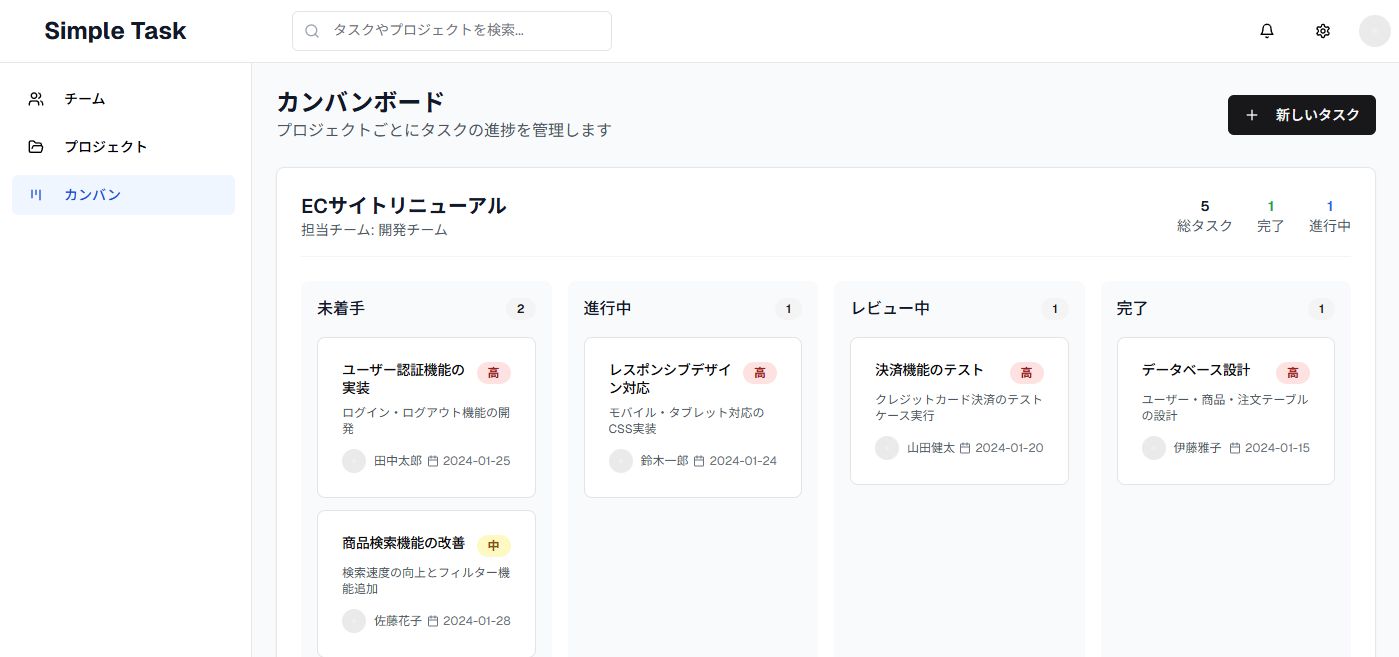 Simple Task
タスクやプロジェクトを検索...
チーム
プロジェクト
カンバン
カンバンボード
プロジェクトごとにタスクの進捗を管理します
新しいタスク
ECサイトリニューアル
担当チーム: 開発チーム
5
総タスク
1
完了
1
進行中
未着手
2
ユーザー認証機能の
実装
高
ログイン・ログアウト機能の開
発
田中太郎 2024-01-25
商品検索機能の改善
中
検索速度の向上とフィルター機
能追加
佐藤花子 2024-01-28
進行中
1
レスポンシブデザイ
ン対応
高
モバイル・タブレット対応の
CSS実装
鈴木一郎 2024-01-24
レビュー中
1
決済機能のテスト
高
クレジットカード決済のテスト
ケース実行
山田健太 2024-01-20
完了
1
データベース設計
高
ユーザー・商品・注文テーブル
の設計
伊藤雅子 2024-01-15